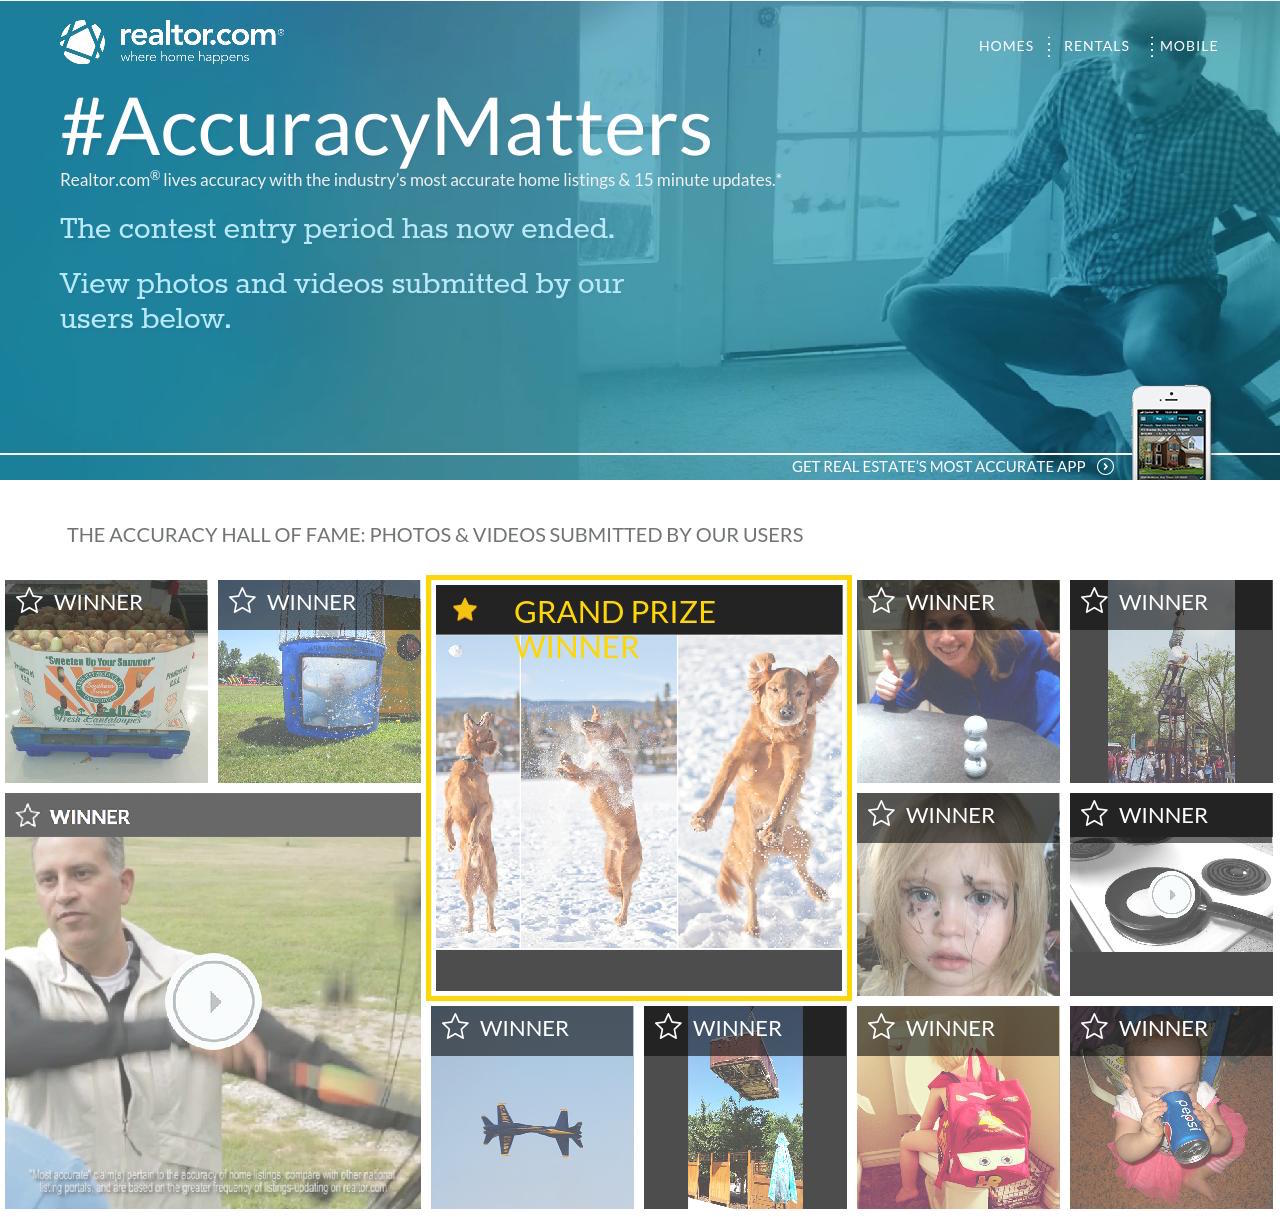 realtor.com®
where home happens
HOMES
RENTALS
MOBILE
#AccuracyMatters
Realtor.com® lives accuracy with the industry's most accurate home listings & 15 minute updates.*
The contest entry period has now ended.
View photos and videos submitted by our
users below.
GET REAL ESTATE'S MOST ACCURATE APP
THE ACCURACY HALL OF FAME: PHOTOS & VIDEOS SUBMITTED BY OUR USERS
WINNER
"Sweeten Up Your Summer"
Fresh Cantaloupes
WINNER
GRAND PRIZE
WINNER
WINNER
WINNER
WINNER
"Most accurate" claim(s) pertain to the accuracy of home listings, compare with other national
listing portals, and are based on the greater frequency of listings-updating on realtor.com
WINNER
WINNER
WINNER
WINNER
WINNER
WINNER
pepsi